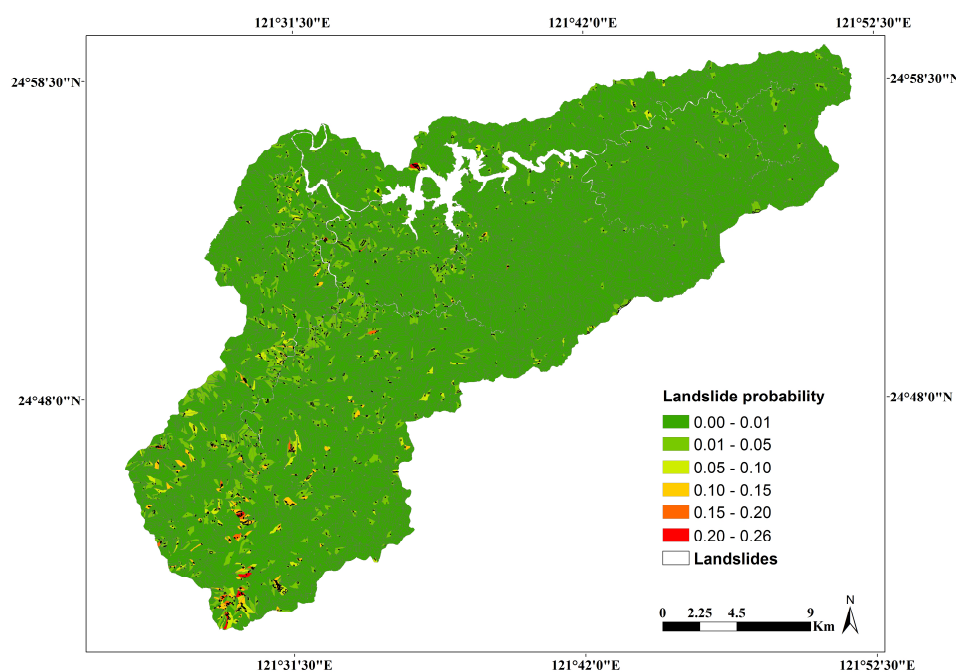 121°31'30"E 121°42'0"E 121°52'30"E
24°58'30"N 24°58'30"N
24°48'0"N 24°48'0"N
Landslide probability
0.00 - 0.01
0.01 - 0.05
0.05 - 0.10
0.10 - 0.15
0.15 - 0.20
0.20 - 0.26
Landslides
N
0 2.25 4.5 9
Km
121°31'30"E 121°42'0"E 121°52'30"E